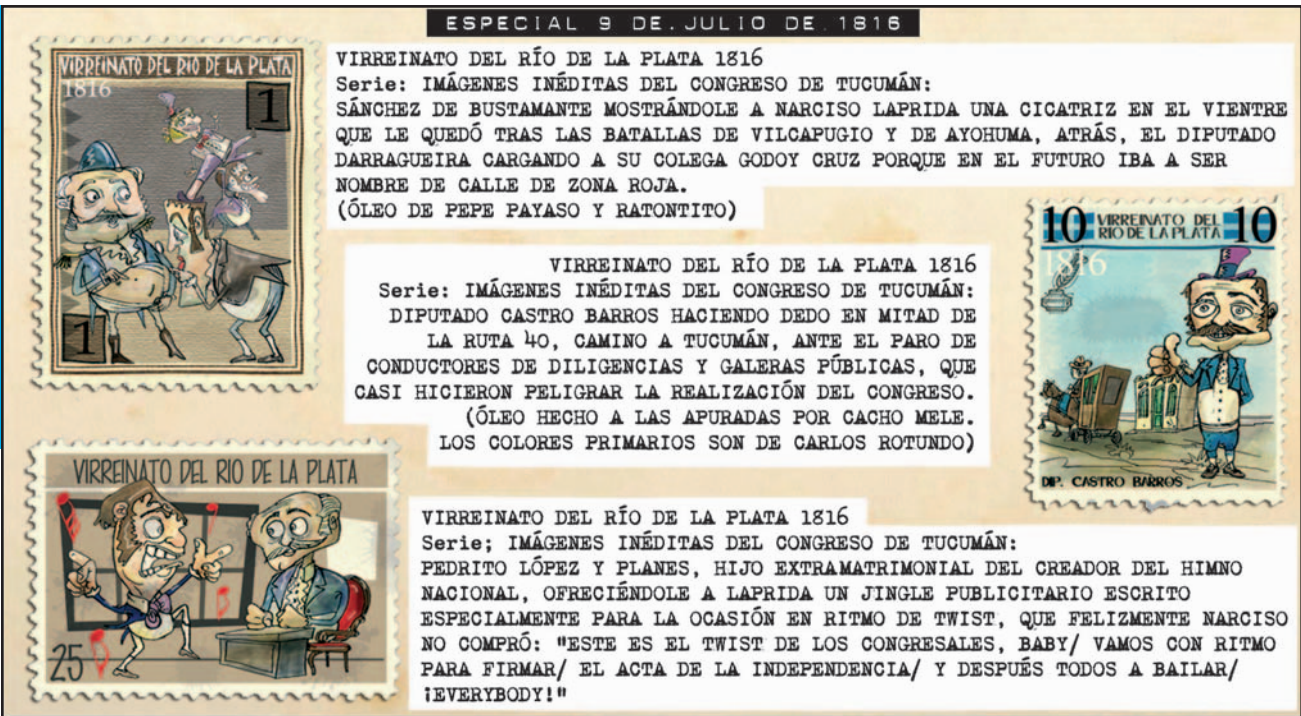 ESPECIAL 9 DE.JULIO DE 1816
VIRREINATO DEL RIO DE LA PLATA
1816
1
1
VIRREINATO DEL RÍO DE LA PLATA 1816
Serie: IMÁGENES INÉDITAS DEL CONGRESO DE TUCUMÁN:
SÁNCHEZ DE BUSTAMANTE MOSTRÁNDOLE A NARCISO LAPRIDA UNA CICATRIZ EN EL VIENTRE
QUE LE QUEDÓ TRAS LAS BATALLAS DE VILCAPUGIO Y DE AYOHUMA, ATRÁS, EL DIPUTADO
DARRAGUEIRA CARGANDO A SU COLEGA GODOY CRUZ PORQUE EN EL FUTURO IBA A SER
NOMBRE DE CALLE DE ZONA ROJA.
(ÓLEO DE PEPE PAYASO Y RATONTITO)
VIRREINATO DEL RÍO DE LA PLATA 1816
Serie: IMÁGENES INÉDITAS DEL CONGRESO DE TUCUMÁN:
DIPUTADO CASTRO BARROS HACIENDO DEDO EN MITAD DE
LA RUTA 40, CAMINO A TUCUMÁN, ANTE EL PARO DE
CONDUCTORES DE DILIGENCIAS Y GALERAS PÚBLICAS, QUE
CASI HICIERON PELIGRAR LA REALIZACIÓN DEL CONGRESO.
(ÓLEO HECHO A LAS APURADAS POR CACHO MELE.
LOS COLORES PRIMARIOS SON DE CARLOS ROTUNDO)
10 VIRREINATO DEL 10
RIO DE LA PLATA
1816
DIP. CASTRO BARROS
VIRREINATO DEL RIO DE LA PLATA
25
VIRREINATO DEL RÍO DE LA PLATA 1816
Serie; IMÁGENES INÉDITAS DEL CONGRESO DE TUCUMÁN:
PEDRITO LÓPEZ Y PLANES, HIJO EXTRAMATRIMONIAL DEL CREADOR DEL HIMNO
NACIONAL, OFRECIÉNDOLE A LAPRIDA UN JINGLE PUBLICITARIO ESCRITO
ESPECIALMENTE PARA LA OCASIÓN EN RITMO DE TWIST, QUE FELIZMENTE NARCISO
NO COMPRÓ: "ESTE ES EL TWIST DE LOS CONGRESALES, BABY/ VAMOS CON RITMO
PARA FIRMAR/ EL ACTA DE LA INDEPENDENCIA/ Y DESPUÉS TODOS A BAILAR/
¡EVERYBODY!"